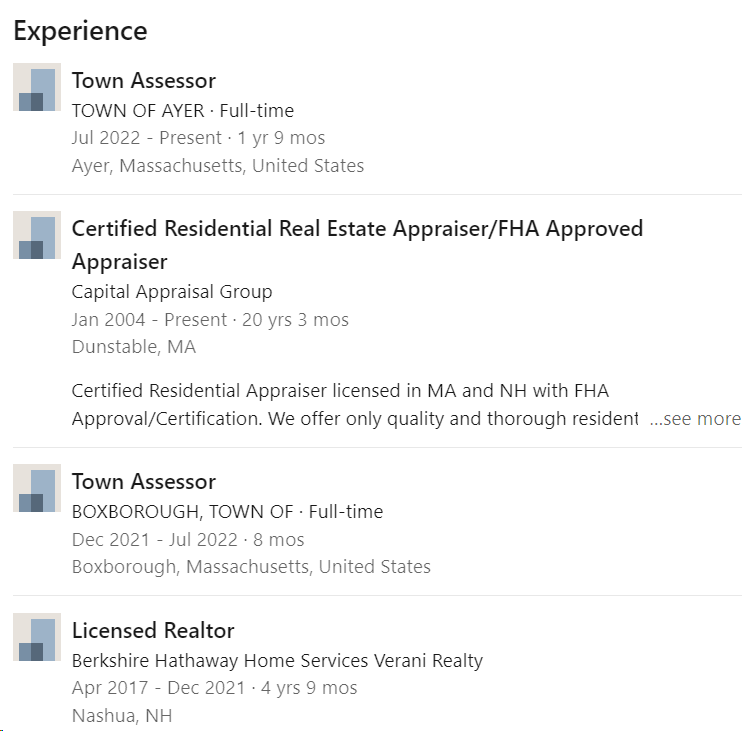 Experience
Town Assessor
TOWN OF AYER · Full-time
Jul 2022 - Present · 1 yr 9 mos
Ayer, Massachusetts, United States
Certified Residential Real Estate Appraiser/FHA Approved
Appraiser
Capital Appraisal Group
Jan 2004 - Present · 20 yrs 3 mos
Dunstable, MA
Certified Residential Appraiser licensed in MA and NH with FHA
Approval/Certification. We offer only quality and thorough resident ...see more
Town Assessor
BOXBOROUGH, TOWN OF · Full-time
Dec 2021 - Jul 2022 · 8 mos
Boxborough, Massachusetts, United States
Licensed Realtor
Berkshire Hathaway Home Services Verani Realty
Apr 2017 - Dec 2021 · 4 yrs 9 mos
Nashua, NH